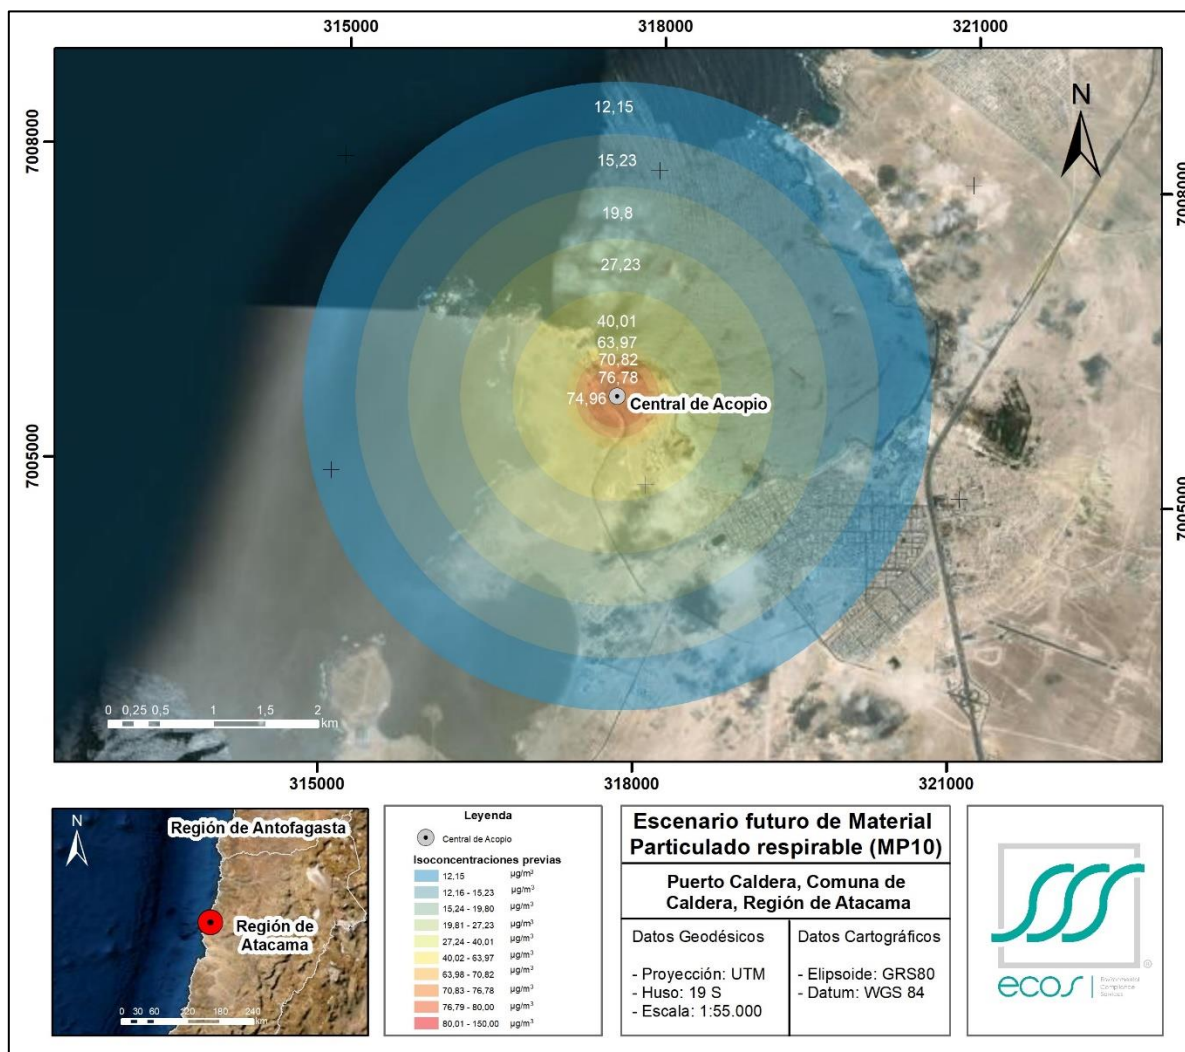 315000
318000
321000
7008000
7008000
7005000
7005000
N
12,15
15,23
19,8
27,23
40,01
63,97
70,82
76,78
74,96
Central de Acopio
0 0,25 0,5 1 1,5 2
km
315000
318000
321000
N
Región de Antofagasta
Región de
Atacama
0 30 60 120 180 240
km
Leyenda
Central de Acopio
Isoconcentraciones previas
12,15 µg/m³
12,16 - 15,23 µg/m³
15,24 - 19,80 µg/m³
19,81 - 27,23 µg/m³
27,24 - 40,01 µg/m³
40,02 - 63,97 µg/m³
63,98 - 70,82 µg/m³
70,83 - 76,78 µg/m³
76,79 - 80,00 µg/m³
80,01 - 150,00 µg/m³
Escenario futuro de Material
Particulado respirable (MP10)
Puerto Caldera, Comuna de
Caldera, Región de Atacama
Datos Geodésicos
- Proyección: UTM
- Huso: 19 S
- Escala: 1:55.000
Datos Cartográficos
- Elipsoide: GRS80
- Datum: WGS 84
®
ecos
Environmental
Compliance
Services